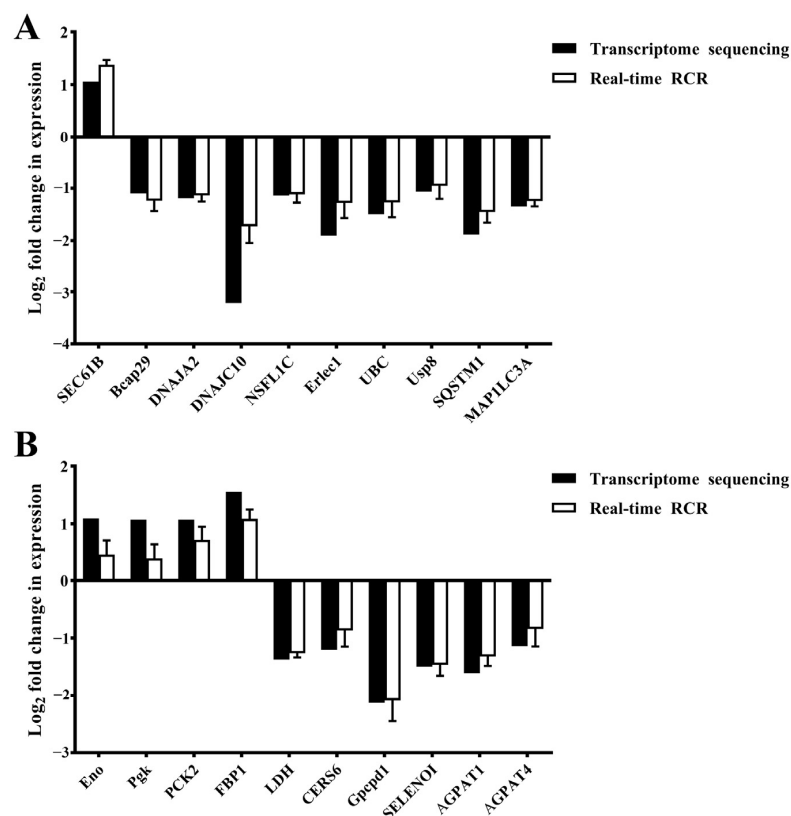 A
Log2 fold change in expression
2
1
0
−1
−2
−3
−4
SEC61B
Bcap29
DNAJA2
DNAJC10
NSFL1C
Erlec1
UBC
Usp8
SQSTM1
MAP1LC3A
Transcriptome sequencing
Real-time RCR
B
Log2 fold change in expression
2
1
0
−1
−2
−3
Eno
Pgk
PCK2
FBP1
LDH
CERS6
Gpcpd1
SELENOI
AGPAT1
AGPAT4
Transcriptome sequencing
Real-time RCR